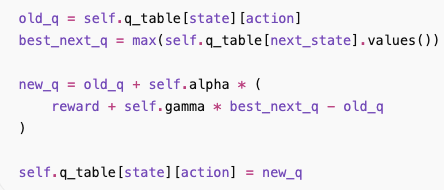 old_q = self.q_table[state][action]
best_next_q = max(self.q_table[next_state].values())

new_q = old_q + self.alpha * (
    reward + self.gamma * best_next_q - old_q
)

self.q_table[state][action] = new_q